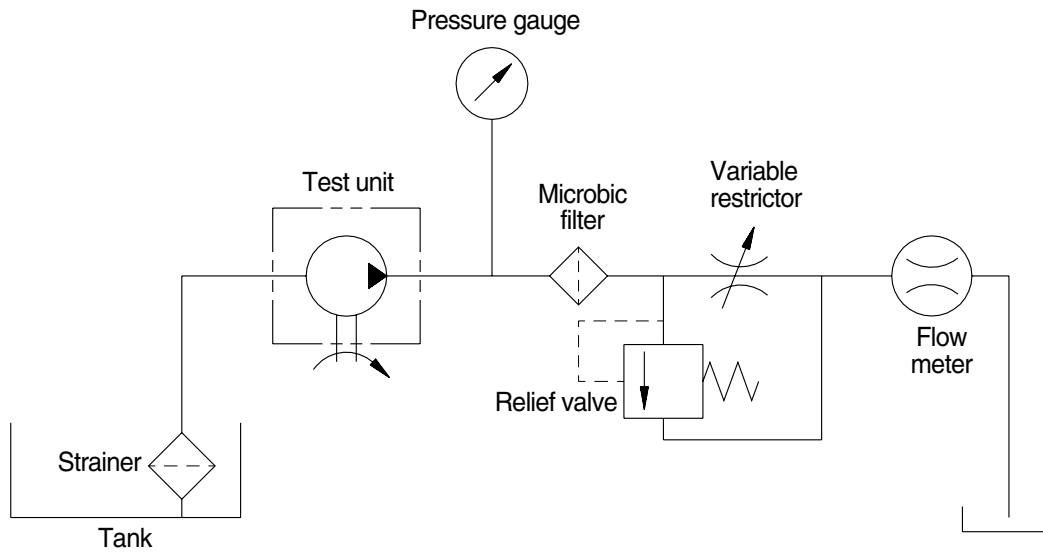 Pressure gauge
Test unit
Microbic
filter
Variable
restrictor
Flow
meter
Relief valve
Strainer
Tank